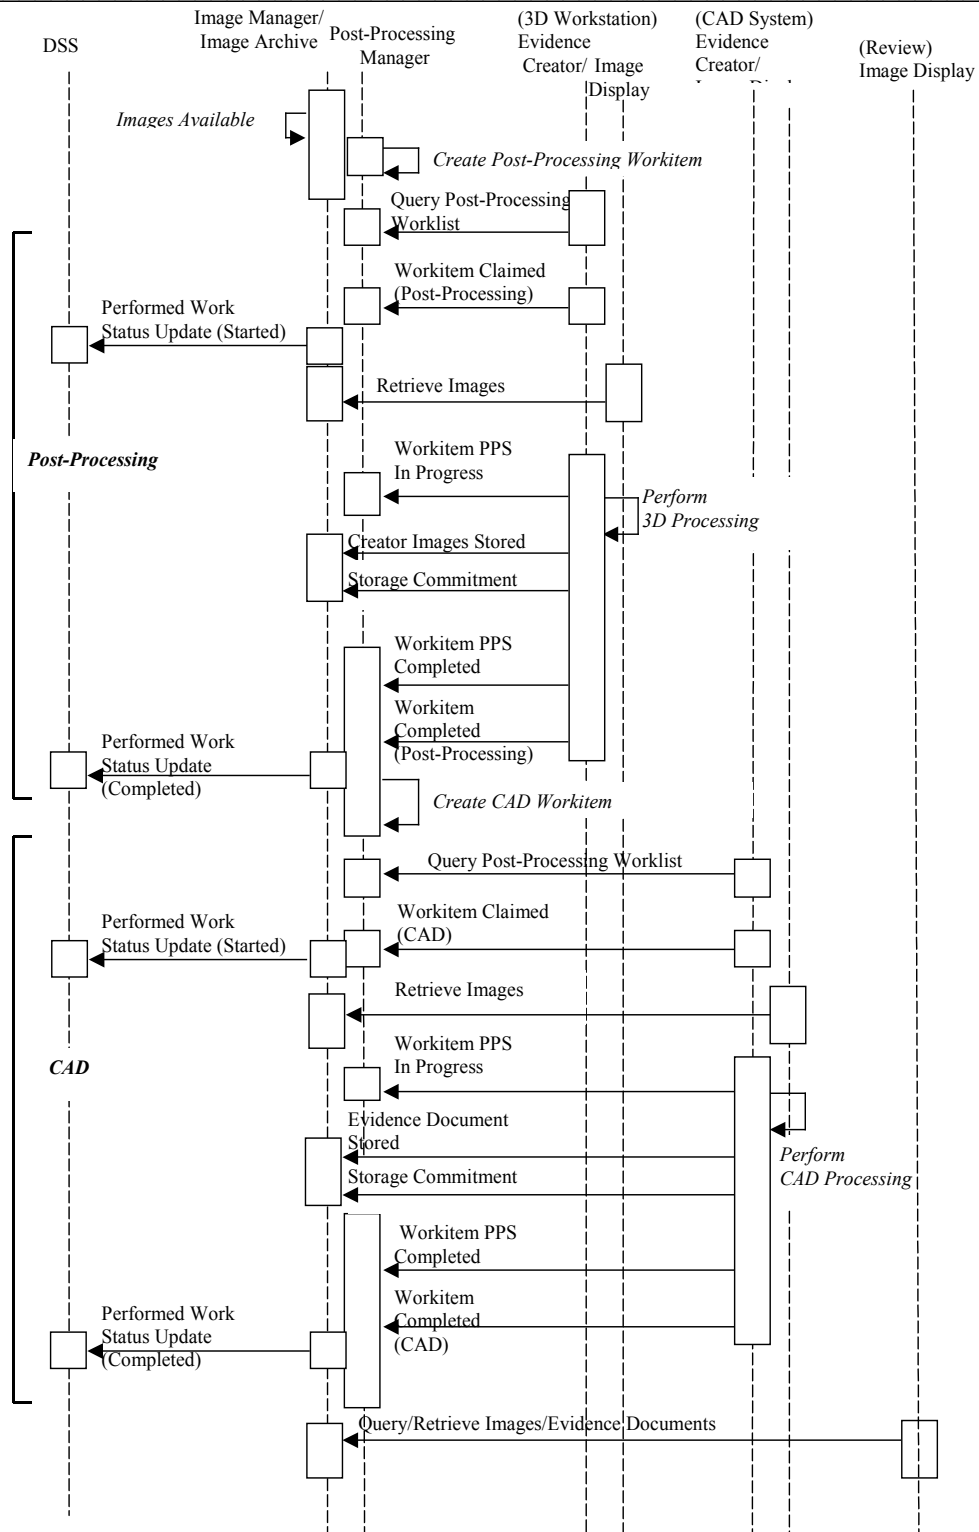 DSS
Image Manager/
Image Archive
Post-Processing
Manager
(3D Workstation)
Evidence
Creator/ Image
Display
(CAD System)
Evidence
Creator/
(Review)
Image Display
Images Available
Create Post-Processing Workitem
Query Post-Processing
Worklist
Workitem Claimed
(Post-Processing)
Performed Work
Status Update (Started)
Retrieve Images
Post-Processing
Workitem PPS
In Progress
Perform
3D Processing
Creator Images Stored
Storage Commitment
Workitem PPS
Completed
Workitem
Completed
(Post-Processing)
Performed Work
Status Update
(Completed)
Create CAD Workitem
Query Post-Processing Worklist
Workitem Claimed
(CAD)
Performed Work
Status Update (Started)
Retrieve Images
CAD
Workitem PPS
In Progress
Evidence Document
Stored
Perform
CAD Processing
Storage Commitment
Workitem PPS
Completed
Workitem
Completed
(CAD)
Performed Work
Status Update
(Completed)
Query/Retrieve Images/Evidence Documents